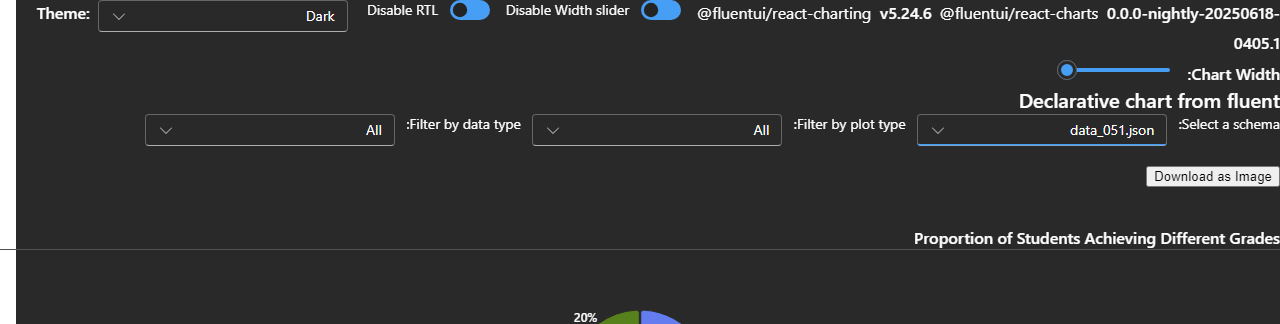 Theme: Dark Disable RTL Disable Width slider @fluentui/react-charting v5.24.6 @fluentui/react-charts 0.0.0-nightly-20250618-
0405.1
:Chart Width
Declarative chart from fluent
All :Filter by data type All :Filter by plot type data_051.json :Select a schema
Download as Image
Proportion of Students Achieving Different Grades
20%